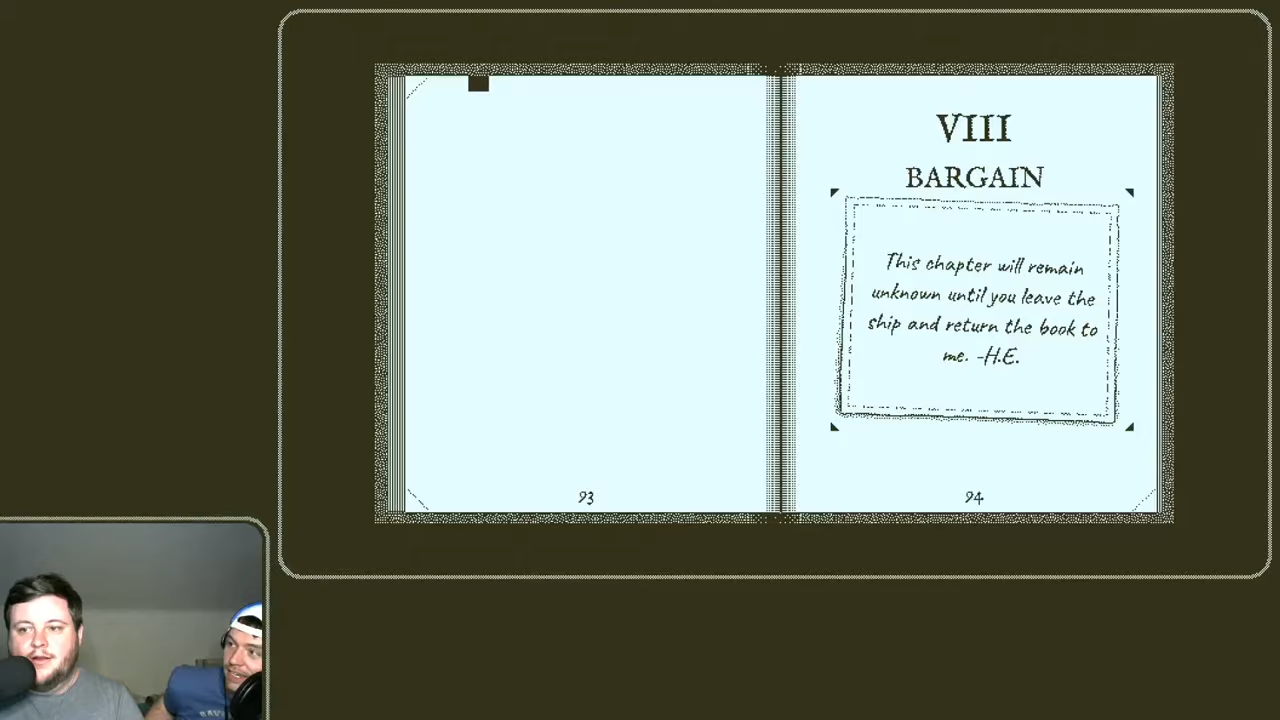 VIII
BARGAIN
This chapter will remain
unknown until you leave the
ship and return the book to
me. -H.E.
93
94